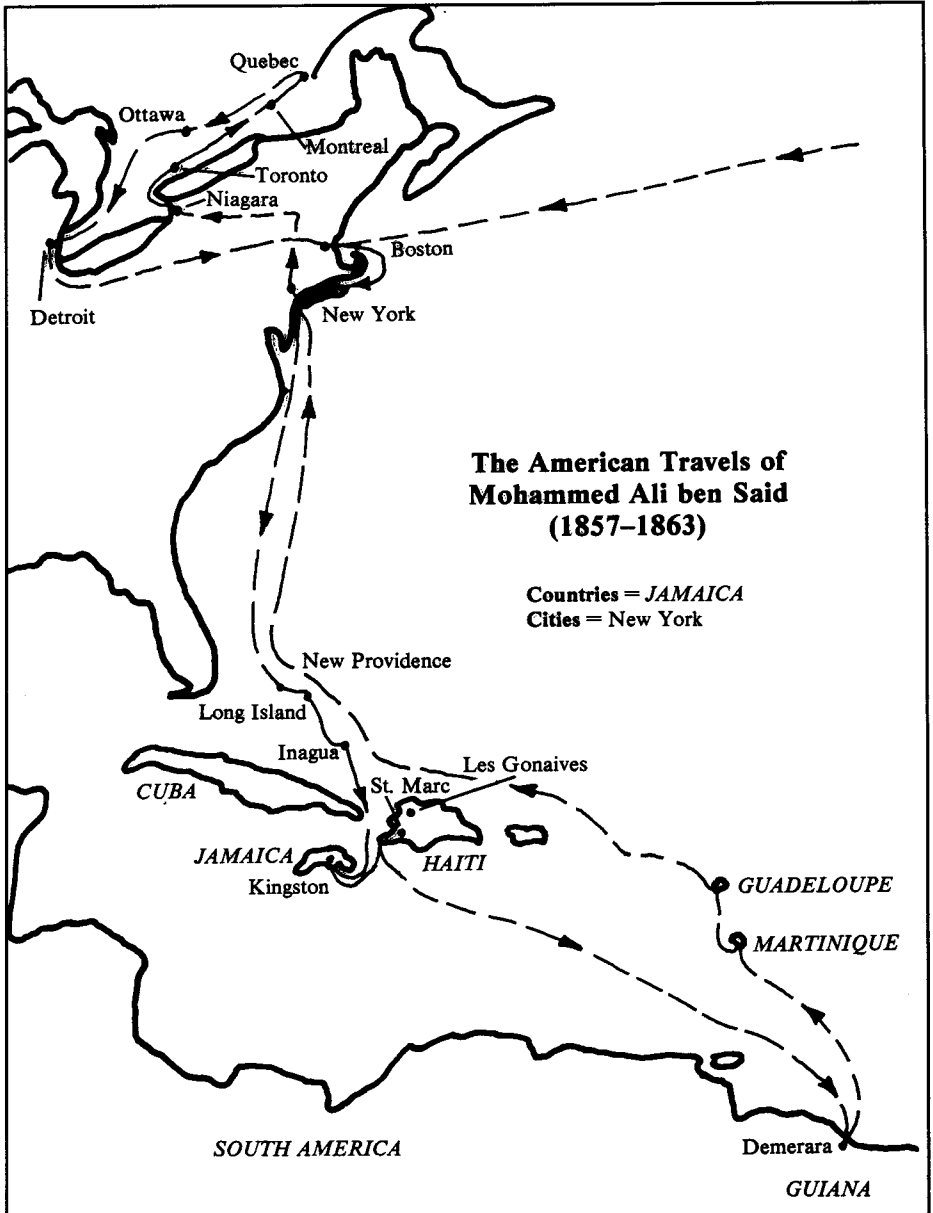 Quebec
Ottawa
Montreal
Toronto
Niagara
Boston
Detroit
New York
The American Travels of
Mohammed Ali ben Said
(1857–1863)
Countries = JAMAICA
Cities = New York
New Providence
Long Island
Inagua
Les Gonaives
St. Marc
CUBA
JAMAICA
HAITI
Kingston
GUADELOUPE
MARTINIQUE
SOUTH AMERICA
Demerara
GUIANA